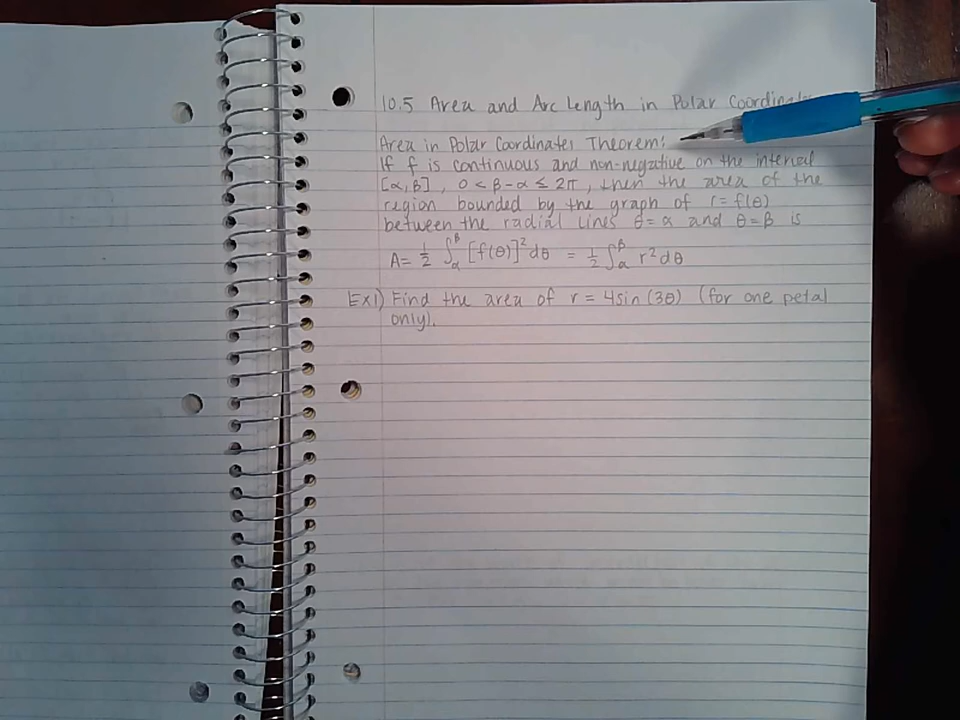 10.5 Area and Arc Length in Polar Coordinates
Area in Polar Coordinates Theorem:
If f is continuous and non-negative on the interval
[α,β], 0 < β-α ≤ 2π, then the area of the
region bounded by the graph of r=f(θ)
between the radial lines θ=α and θ=β is
A= 1/2 ∫_α^β [f(θ)]² dθ = 1/2 ∫_α^β r² dθ
EX1) Find the area of r = 4sin(3θ) (for one petal
only).